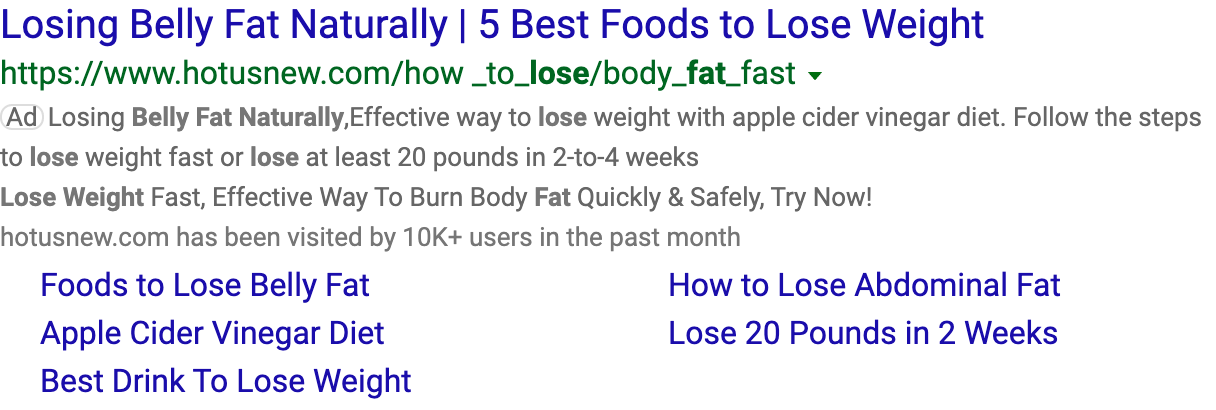 Losing Belly Fat Naturally | 5 Best Foods to Lose Weight
https://www.hotusnew.com/how _to_lose/body_fat_fast
Ad Losing Belly Fat Naturally,Effective way to lose weight with apple cider vinegar diet. Follow the steps
to lose weight fast or lose at least 20 pounds in 2-to-4 weeks
Lose Weight Fast, Effective Way To Burn Body Fat Quickly & Safely, Try Now!
hotusnew.com has been visited by 10K+ users in the past month
Foods to Lose Belly Fat
How to Lose Abdominal Fat
Apple Cider Vinegar Diet
Lose 20 Pounds in 2 Weeks
Best Drink To Lose Weight